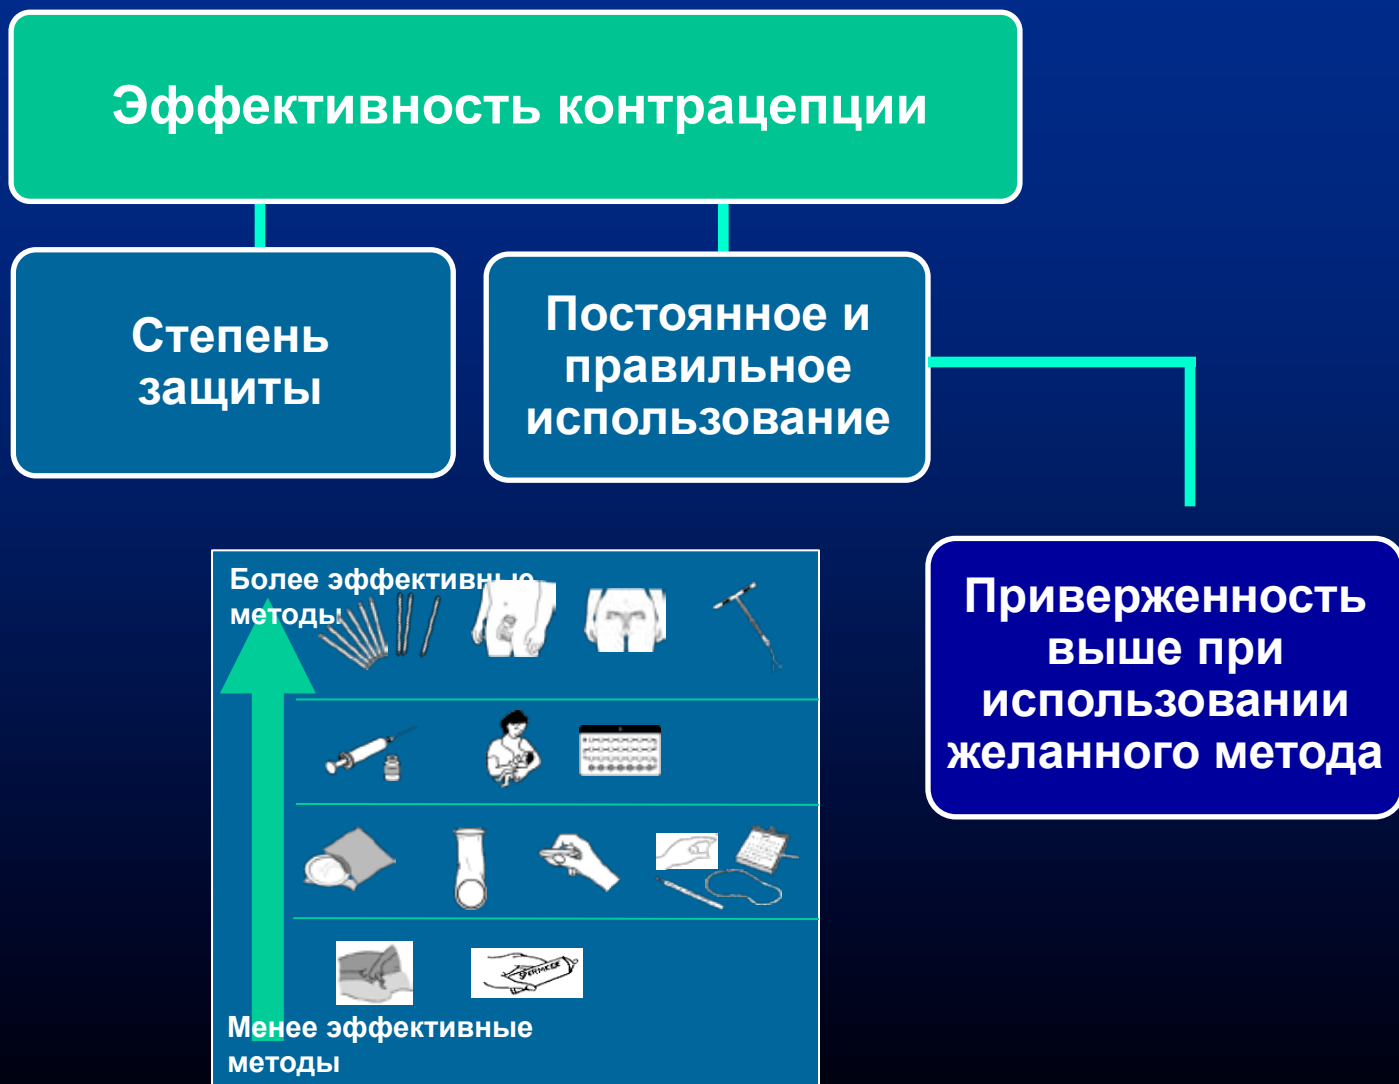 Эффективность контрацепции
Степень
защиты
Постоянное и
правильное
использование
Приверженность
выше при
использовании
желанного метода
Более эффективные
методы
SPERMICIDE
Менее эффективные
методы